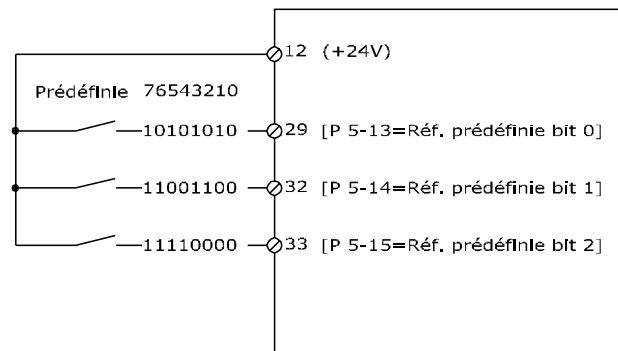 12 (+24V)
Prédéfinie 76543210
10101010 29 [P 5-13=Réf. prédéfinie bit 0]
11001100 32 [P 5-14=Réf. prédéfinie bit 1]
11110000 33 [P 5-15=Réf. prédéfinie bit 2]